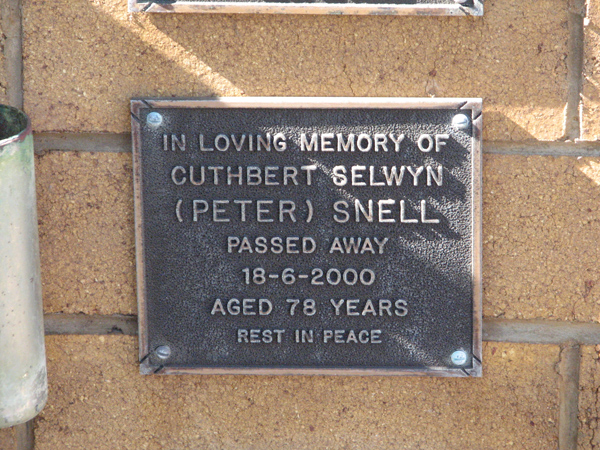 IN LOVING MEMORY OF
CUTHBERT SELWYN
(PETER) SNELL
PASSED AWAY
18-6-2000
AGED 78 YEARS
REST IN PEACE